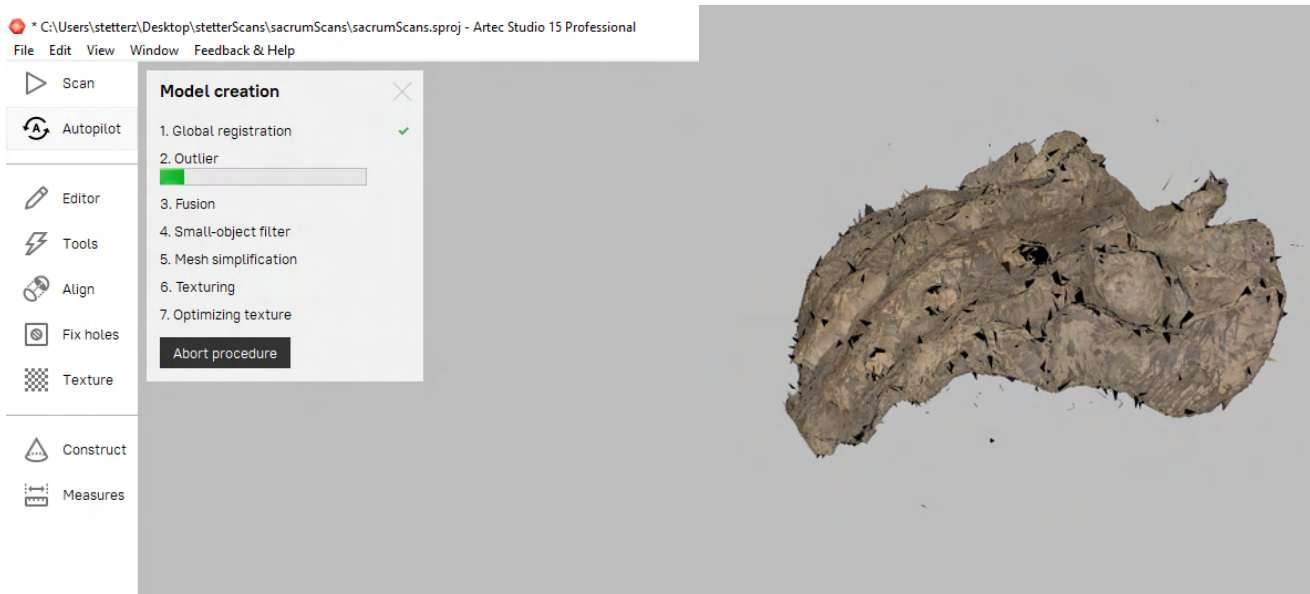 * C:\Users\stetterz\Desktop\stetterScans\sacrumScans\sacrumScans.sproj - Artec Studio 15 Professional
File Edit View Window Feedback & Help
Scan
Autopilot
Editor
Tools
Align
Fix holes
Texture
Construct
Measures
Model creation
1. Global registration
2. Outlier
3. Fusion
4. Small-object filter
5. Mesh simplification
6. Texturing
7. Optimizing texture
Abort procedure